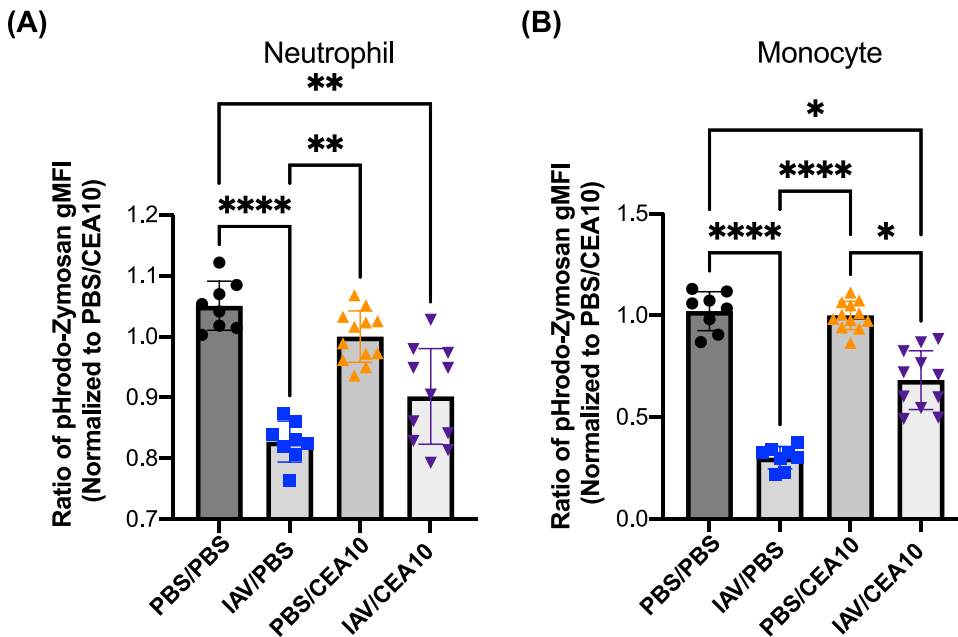 (A)
Neutrophil
**
**
****
Ratio of pHrodo-Zymosan gMFI
(Normalized to PBS/CEA10)
1.2
1.1
1.0
0.9
0.8
0.7
PBS/PBS
IAV/PBS
PBS/CEA10
IAV/CEA10
(B)
Monocyte
*
****
****
*
Ratio of pHrodo-Zymosan gMFI
(Normalized to PBS/CEA10)
1.5
1.0
0.5
0.0
PBS/PBS
IAV/PBS
PBS/CEA10
IAV/CEA10